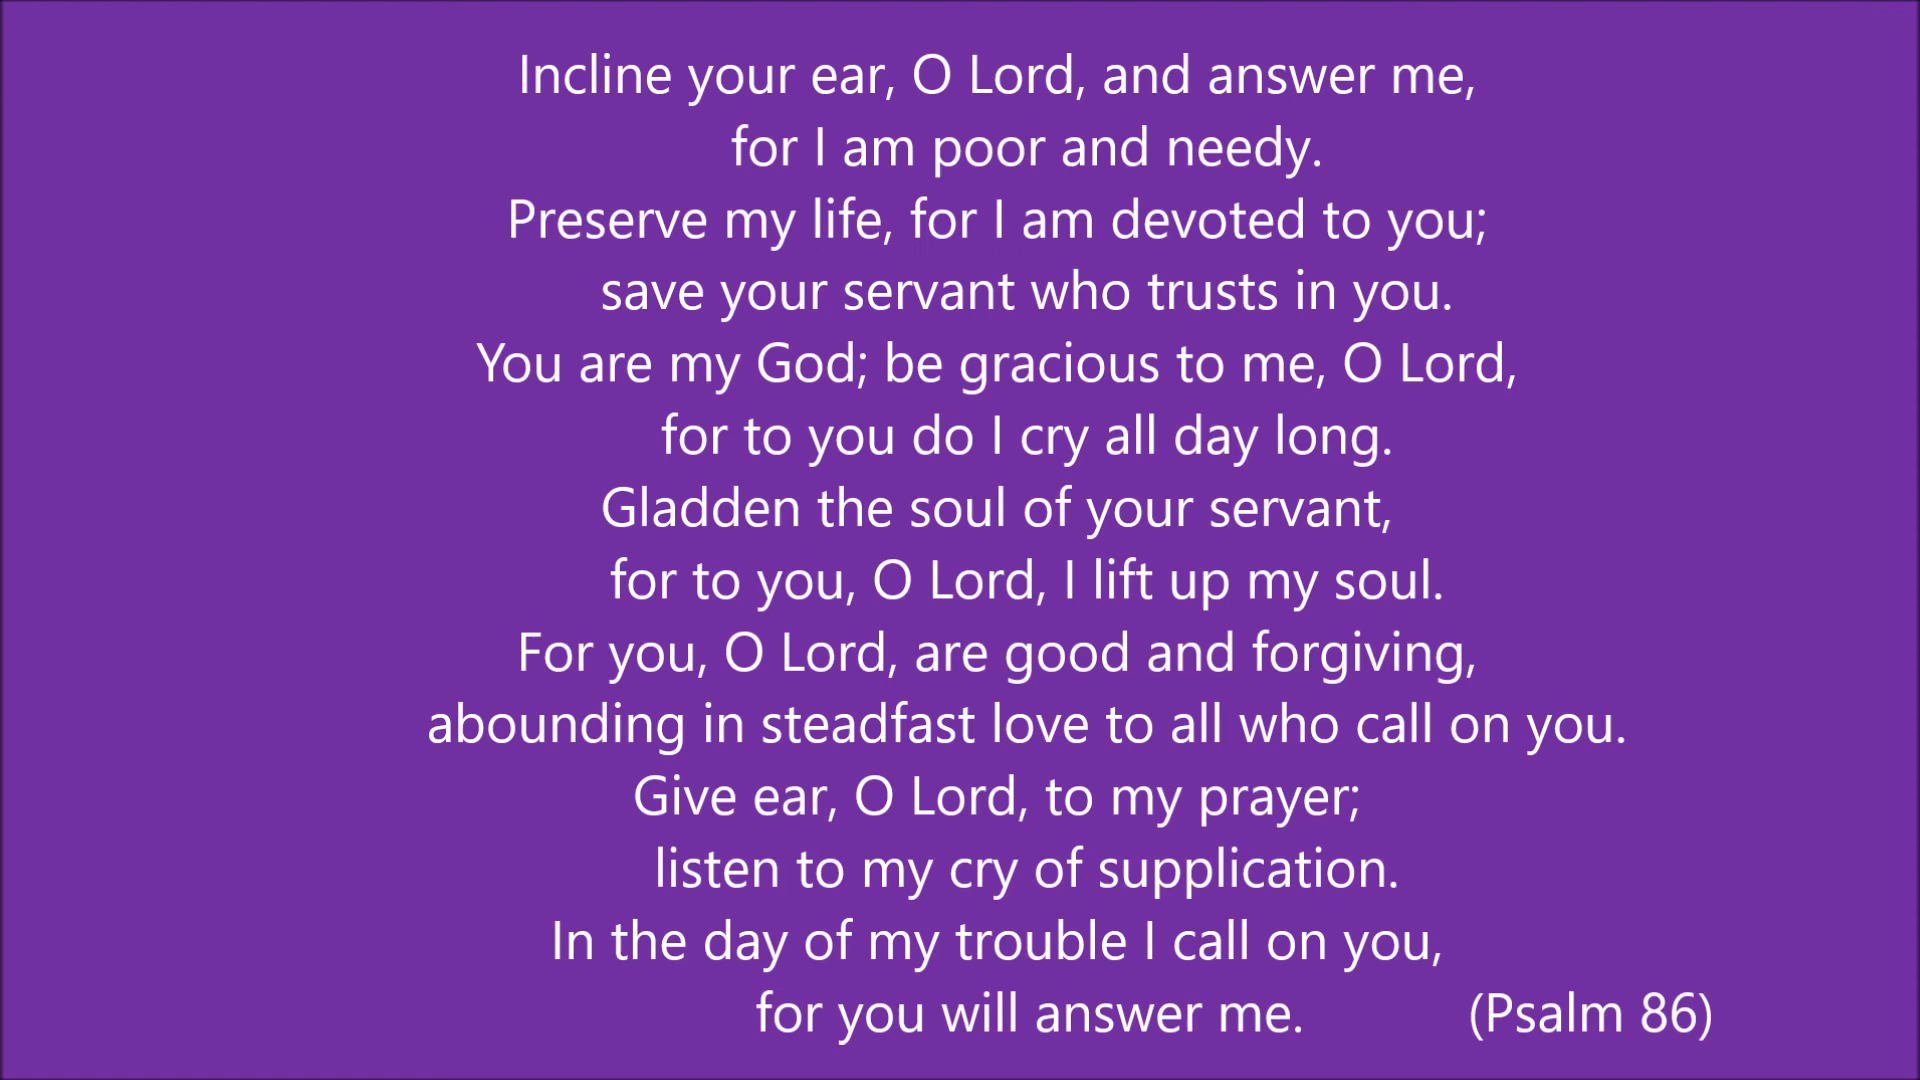 Incline your ear, O Lord, and answer me,
for I am poor and needy.
Preserve my life, for I am devoted to you;
save your servant who trusts in you.
You are my God; be gracious to me, O Lord,
for to you do I cry all day long.
Gladden the soul of your servant,
for to you, O Lord, I lift up my soul.
For you, O Lord, are good and forgiving,
abounding in steadfast love to all who call on you.
Give ear, O Lord, to my prayer;
listen to my cry of supplication.
In the day of my trouble I call on you,
for you will answer me. (Psalm 86)